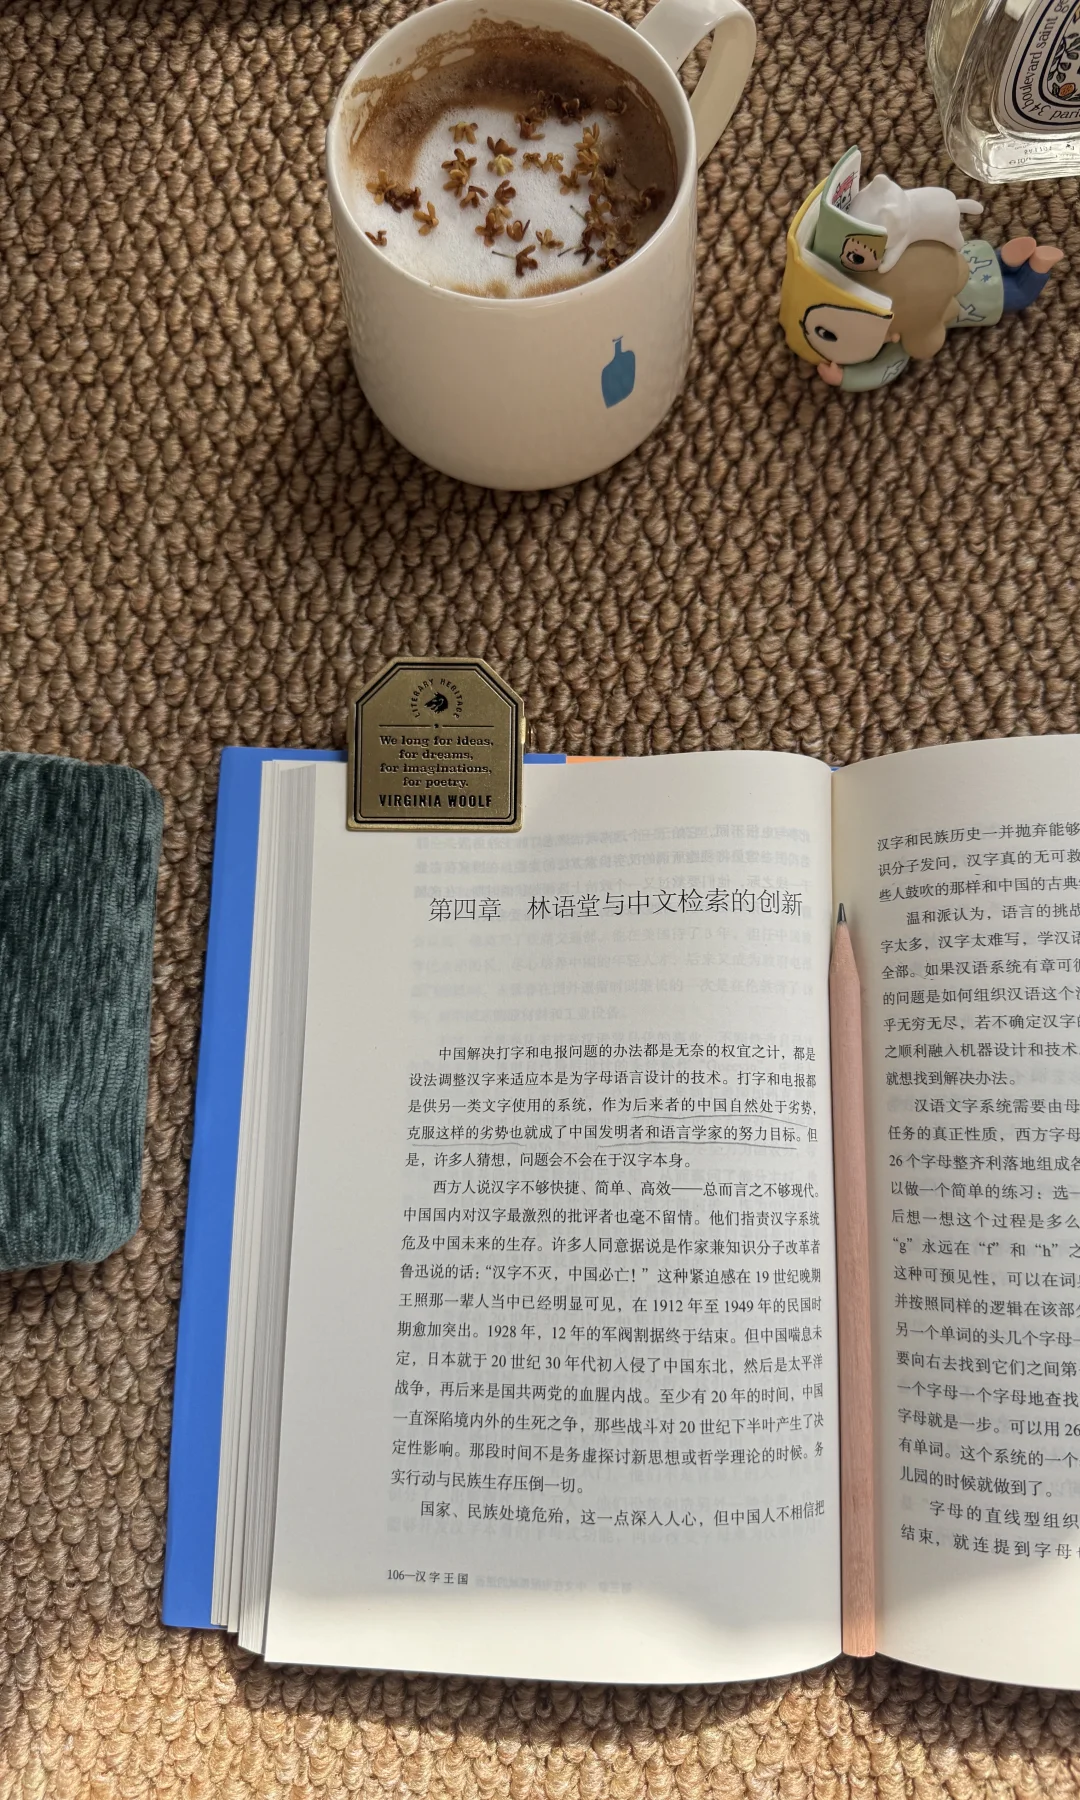 34 boulevard saint g
paris
LITERARY HERITAGE
We long for ideas,
for dreams,
for imaginations,
for poetry.
VIRGINIA WOOLF
第四章 林语堂与中文检索的创新
中国解决打字和电报问题的办法都是无奈的权宜之计，都是
设法调整汉字来适应本是为字母语言设计的技术。打字和电报都
是供另一类文字使用的系统，作为后来者的中国自然处于劣势，
克服这样的劣势也就成了中国发明者和语言学家的努力目标。但
是，许多人猜想，问题会不会在于汉字本身。
西方人说汉字不够快捷、简单、高效——总而言之不够现代。
中国国内对汉字最激烈的批评者也毫不留情。他们指责汉字系统
危及中国未来的生存。许多人同意据说是作家兼知识分子改革者
鲁迅说的话：“汉字不灭，中国必亡！”这种紧迫感在 19 世纪晚期
王照那一辈人当中已经明显可见，在 1912 年至 1949 年的民国时
期愈加突出。1928 年，12 年的军阀割据终于结束。但中国喘息未
定，日本就于 20 世纪 30 年代初入侵了中国东北，然后是太平洋
战争，再后来是国共两党的血腥内战。至少有 20 年的时间，中国
一直深陷境内外的生死之争，那些战斗对 20 世纪下半叶产生了决
定性影响。那段时间不是务虚探讨新思想或哲学理论的时候。务
实行动与民族生存压倒一切。
国家、民族处境危殆，这一点深入人心，但中国人不相信把
106—汉字王国
汉字和民族历史一并抛弃能够
识分子发问，汉字真的无可救
些人鼓吹的那样和中国的古典
温和派认为，语言的挑战
字太多，汉字太难写，学汉语
全部。如果汉语系统有章可循
的问题是如何组织汉语这个
乎无穷无尽，若不确定汉字的
之顺利融入机器设计和技术
就想找到解决办法。
汉语文字系统需要由母
任务的真正性质，西方字母
26 个字母整齐利落地组成各
以做一个简单的练习：选一
后想一想这个过程是多么
“g”永远在“f”和“h”之
这种可预见性，可以在词典
并按照同样的逻辑在该部分
另一个单词的头几个字母一
要向右去找到它们之间第
一个字母一个字母地查找
字母就是一步。可以用 26
有单词。这个系统的一个
儿园的时候就做到了。
字母的直线型组织
结束，就连提到字母